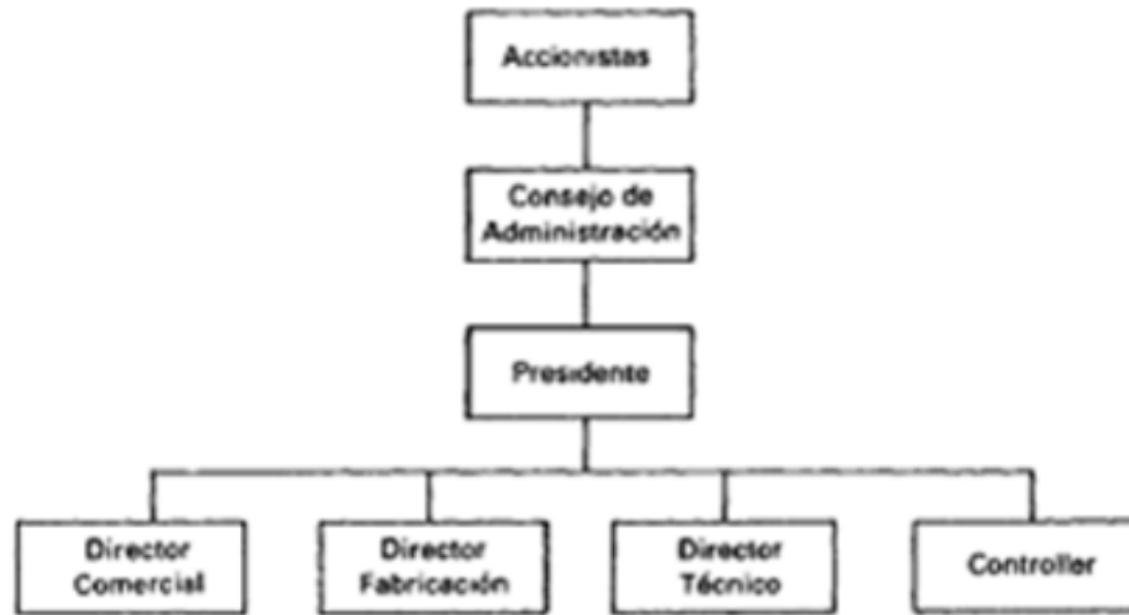 Accionistas
Consejo de
Administración
Presidente
Director
Comercial
Director
Fabricación
Director
Técnico
Controller